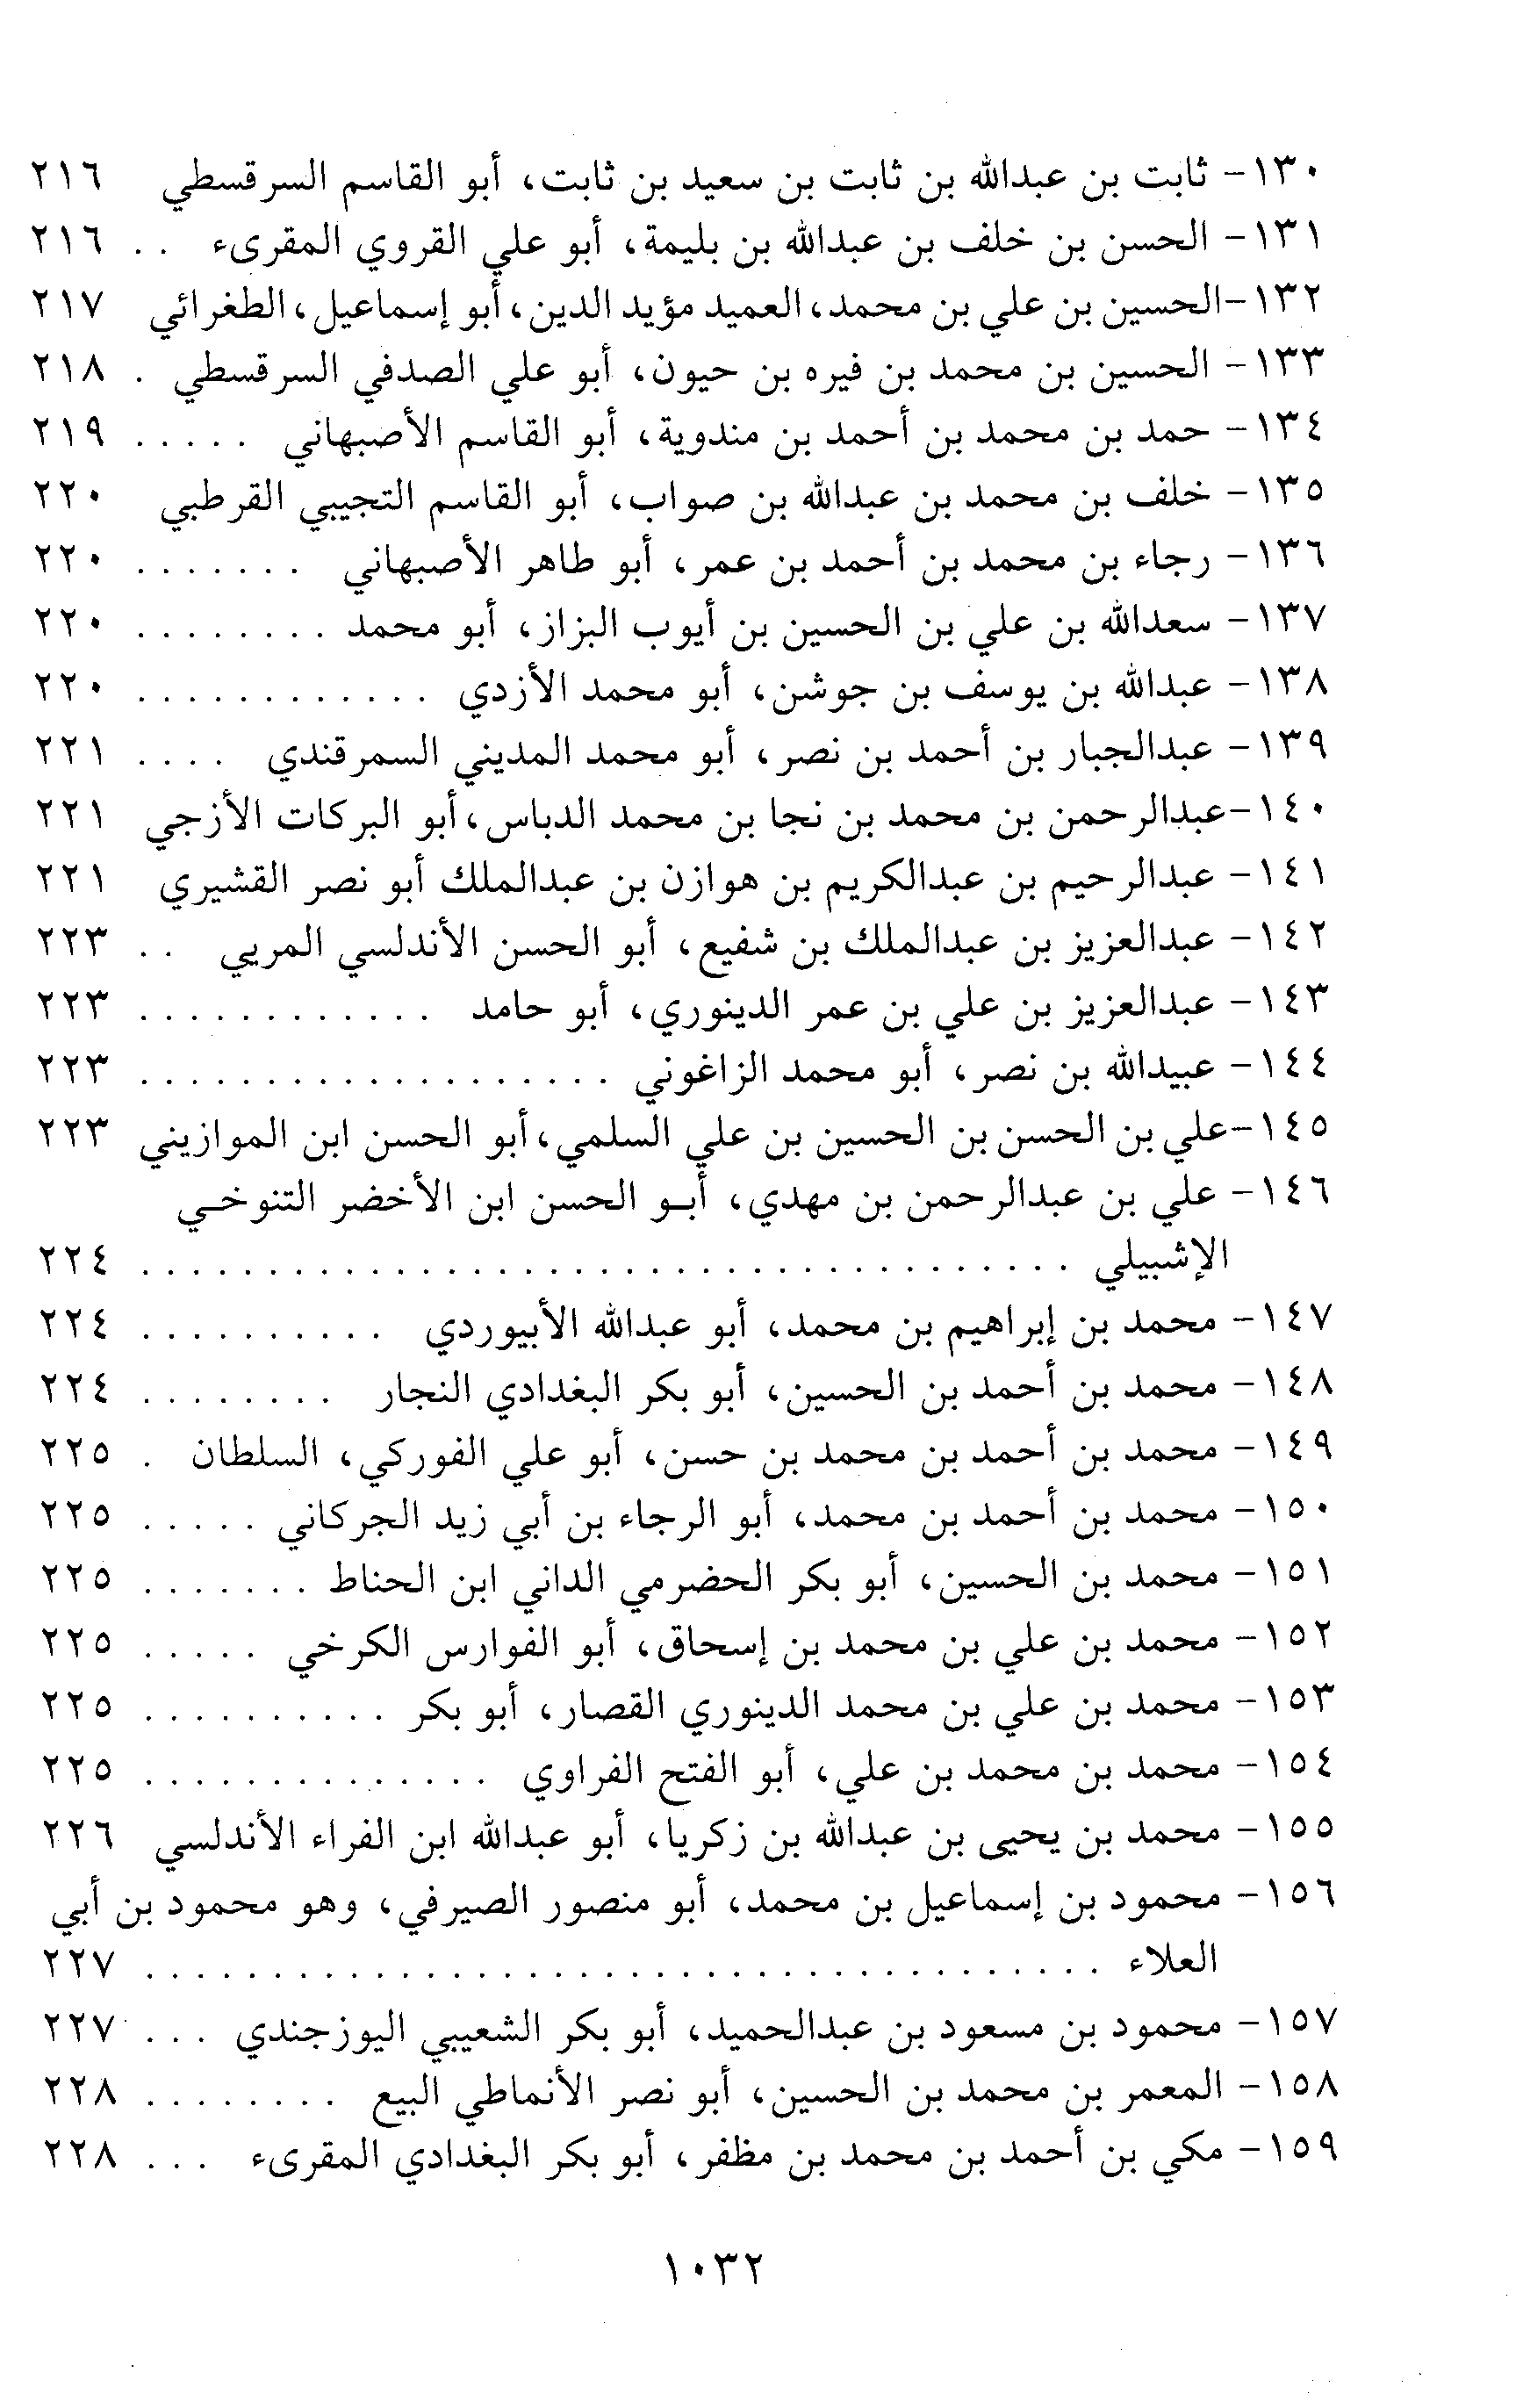 ١٣٠- ثابت بن عبدالله بن ثابت بن سعيد بن ثابت، أبو القاسم السرقسطي ٢١٦
١٣١- الحسن بن خلف بن عبدالله بن بليمة، أبو علي القروي المقرىء . . ٢١٦
١٣٢-الحسين بن علي بن محمد، العميد مؤيد الدين، أبو إسماعيل، الطغرائي ٢١٧
١٣٣- الحسين بن محمد بن فيره بن حيون، أبو علي الصدفي السرقسطي . ٢١٨
١٣٤- حمد بن محمد بن أحمد بن مندوية، أبو القاسم الأصبهاني . . . . . ٢١٩
١٣٥- خلف بن محمد بن عبدالله بن صواب، أبو القاسم التجيبي القرطبي ٢٢٠
١٣٦- رجاء بن محمد بن أحمد بن عمر، أبو طاهر الأصبهاني . . . . . . . ٢٢٠
١٣٧- سعدالله بن علي بن الحسين بن أيوب البزاز، أبو محمد . . . . . . . . ٢٢٠
١٣٨- عبدالله بن يوسف بن جوشن، أبو محمد الأزدي . . . . . . . . . . . . ٢٢٠
١٣٩- عبدالجبار بن أحمد بن نصر، أبو محمد المديني السمرقندي . . . . ٢٢١
١٤٠-عبدالرحمن بن محمد بن نجا بن محمد الدباس، أبو البركات الأزجي ٢٢١
١٤١- عبدالرحيم بن عبدالكريم بن هوازن بن عبدالملك أبو نصر القشيري ٢٢١
١٤٢- عبدالعزيز بن عبدالملك بن شفيع، أبو الحسن الأندلسي المريي . . ٢٢٣
١٤٣- عبدالعزيز بن علي بن عمر الدينوري، أبو حامد . . . . . . . . . . . . ٢٢٣
١٤٤- عبيدالله بن نصر، أبو محمد الزاغوني . . . . . . . . . . . . . . . . . . . ٢٢٣
١٤٥-علي بن الحسن بن الحسين بن علي السلمي، أبو الحسن ابن الموازيني ٢٢٣
١٤٦- علي بن عبدالرحمن بن مهدي، أبـو الحسن ابن الأخضر التنوخـي
الإشبيلي . . . . . . . . . . . . . . . . . . . . . . . . . . . . . . . . . . . . . ٢٢٤
١٤٧- محمد بن إبراهيم بن محمد، أبو عبدالله الأبيوردي . . . . . . . . . . ٢٢٤
١٤٨- محمد بن أحمد بن الحسين، أبو بكر البغدادي النجار . . . . . . . . ٢٢٤
١٤٩- محمد بن أحمد بن محمد بن حسن، أبو علي الفوركي، السلطان . ٢٢٥
١٥٠- محمد بن أحمد بن محمد، أبو الرجاء بن أبي زيد الجركاني . . . . . ٢٢٥
١٥١- محمد بن الحسين، أبو بكر الحضرمي الداني ابن الحناط . . . . . . . ٢٢٥
١٥٢- محمد بن علي بن محمد بن إسحاق، أبو الفوارس الكرخي . . . . . ٢٢٥
١٥٣- محمد بن علي بن محمد الدينوري القصار، أبو بكر . . . . . . . . . . ٢٢٥
١٥٤- محمد بن محمد بن علي، أبو الفتح الفراوي . . . . . . . . . . . . . . ٢٢٥
١٥٥- محمد بن يحيى بن عبدالله بن زكريا، أبو عبدالله ابن الفراء الأندلسي ٢٢٦
١٥٦- محمود بن إسماعيل بن محمد، أبو منصور الصيرفي، وهو محمود بن أبي
العلاء . . . . . . . . . . . . . . . . . . . . . . . . . . . . . . . . . . . . . . ٢٢٧
١٥٧- محمود بن مسعود بن عبدالحميد، أبو بكر الشعيبي اليوزجندي . . . ٢٢٧
١٥٨- المعمر بن محمد بن الحسين، أبو نصر الأنماطي البيع . . . . . . . . ٢٢٨
١٥٩- مكي بن أحمد بن محمد بن مظفر، أبو بكر البغدادي المقرىء . . . ٢٢٨
١٠٣٢